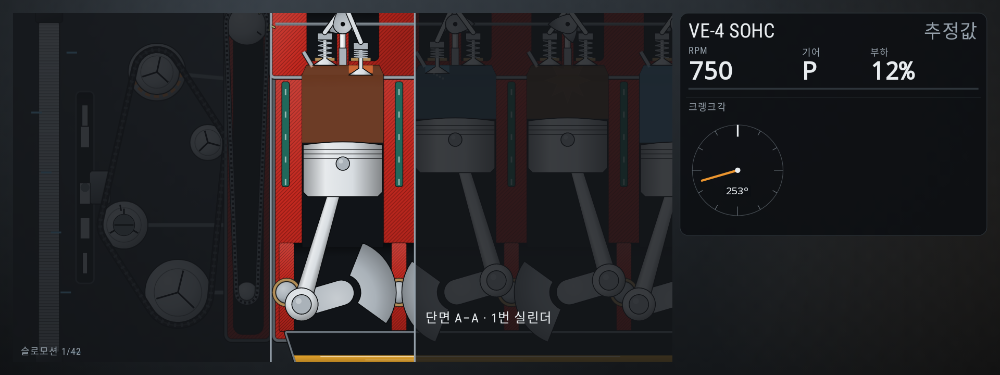 VE-4 SOHC
추정값
RPM
기어
부하
750
P
12%
크랭크각
253°
단면 A-A · 1번 실린더
슬로모션 1/42